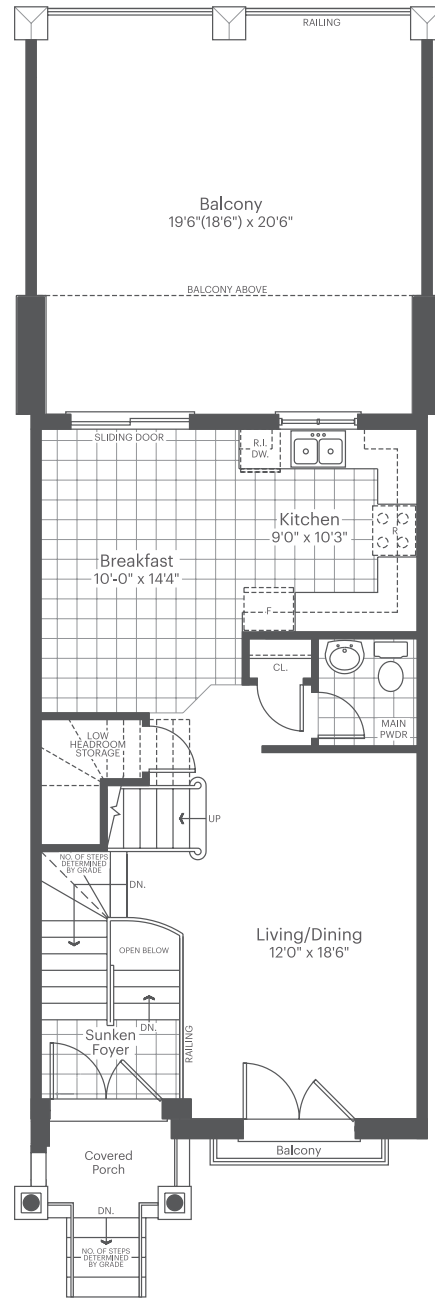 RAILING
Balcony
19'6"(18'6") x 20'6"
BALCONY ABOVE
SLIDING DOOR
R.I.
DW.
Kitchen
9'0" x 10'3"
R
Breakfast
10'-0" x 14'4"
F
CL.
MAIN
PWDR
LOW
HEADROOM
STORAGE
UP
NO. OF STEPS
DETERMINED
BY GRADE
DN.
Living/Dining
12'0" x 18'6"
OPEN BELOW
DN.
Sunken
Foyer
RAILING
Balcony
Covered
Porch
DN.
NO. OF STEPS
DETERMINED
BY GRADE